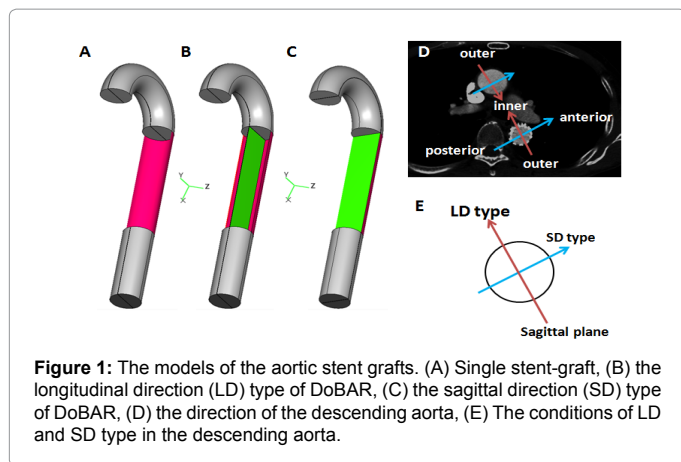 A
B
C
D
outer
inner
anterior
posterior
outer
Y
Z
X
Y
Z
X
E
LD type
SD type
Sagittal plane
Figure 1: The models of the aortic stent grafts. (A) Single stent-graft, (B) the
longitudinal direction (LD) type of DoBAR, (C) the sagittal direction (SD) type
of DoBAR, (D) the direction of the descending aorta, (E) The conditions of LD
and SD type in the descending aorta.